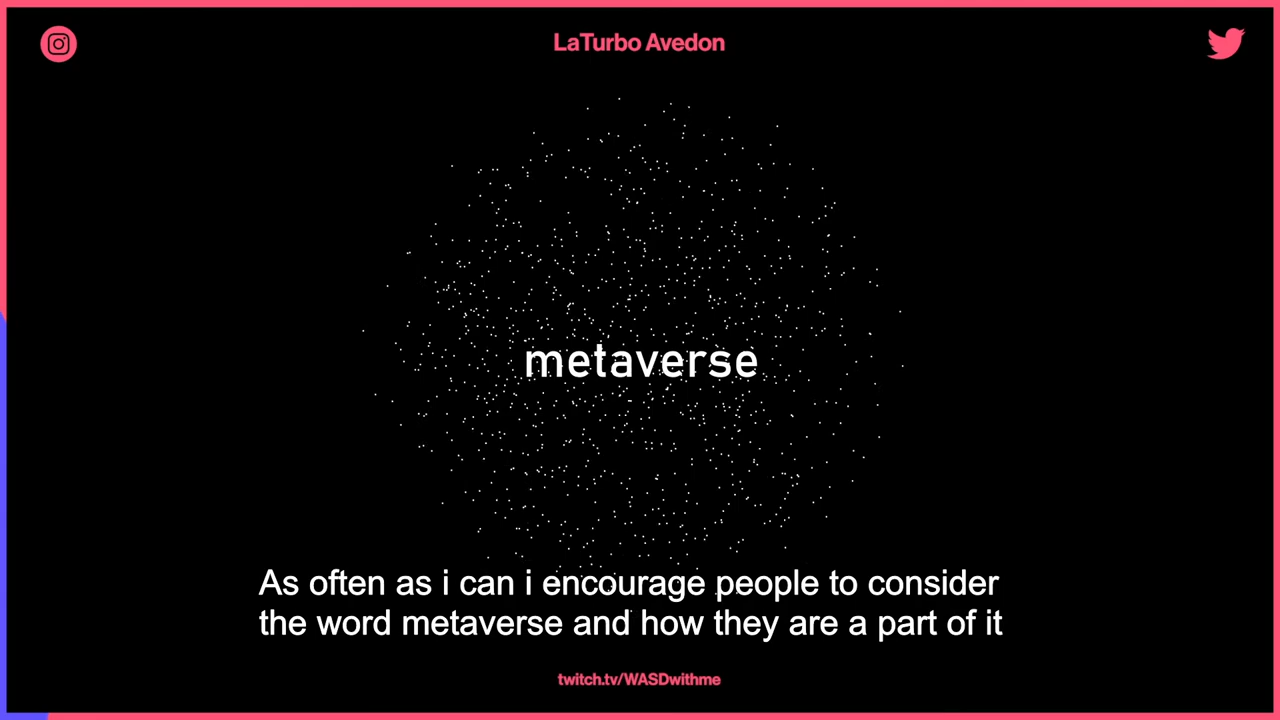 LaTurbo Avedon
metaverse
As often as i can i encourage people to consider
the word metaverse and how they are a part of it
twitch.tv/WASDwithme